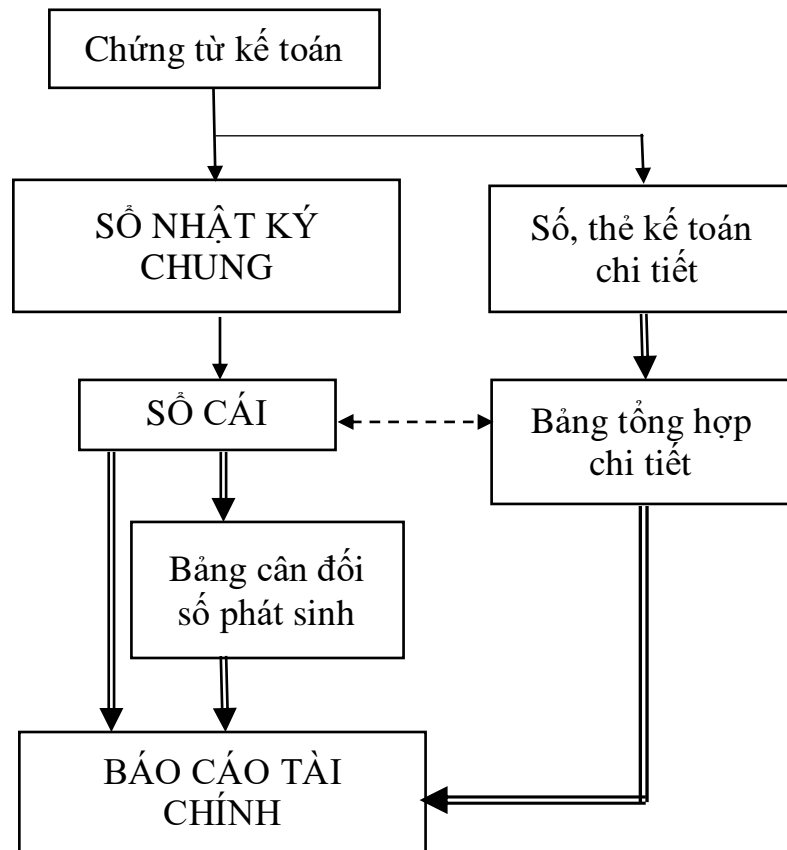 Chứng từ kế toán
SỔ NHẬT KÝ
CHUNG
Số, thẻ kế toán
chi tiết
SỔ CÁI
Bảng tổng hợp
chi tiết
Bảng cân đối
số phát sinh
BÁO CÁO TÀI
CHÍNH